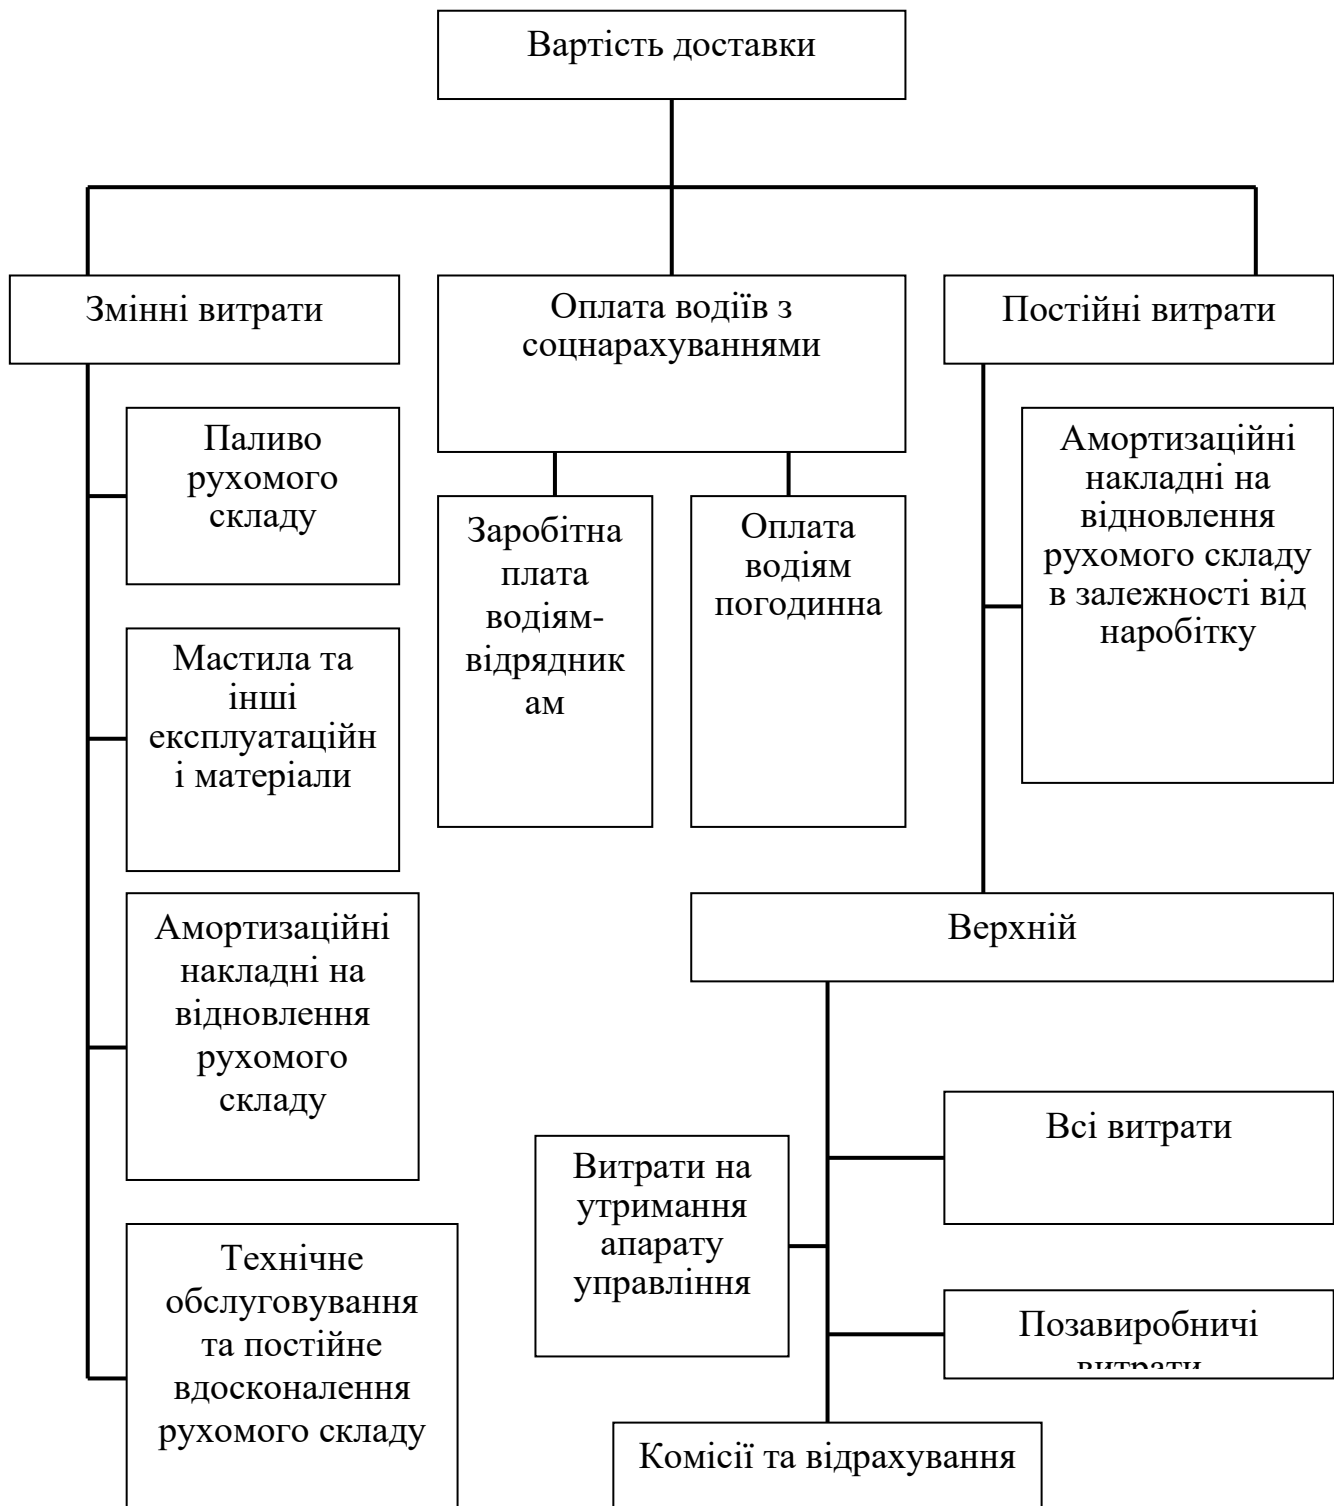 Вартість доставки
Змінні витрати
Оплата водіїв з
соцнарахуваннями
Постійні витрати
Паливо
рухомого
складу
Мастила та
інші
експлуатаційн
і матеріали
Амортизаційні
накладні на
відновлення
рухомого
складу
Технічне
обслуговування
та постійне
вдосконалення
рухомого складу
Заробітна
плата
водіям-
відрядник
ам
Оплата
водіям
погодинна
Амортизаційні
накладні на
відновлення
рухомого складу
в залежності від
наробітку
Верхній
Всі витрати
Витрати на
утримання
апарату
управління
Позавиробничі
витрати
Комісії та відрахування